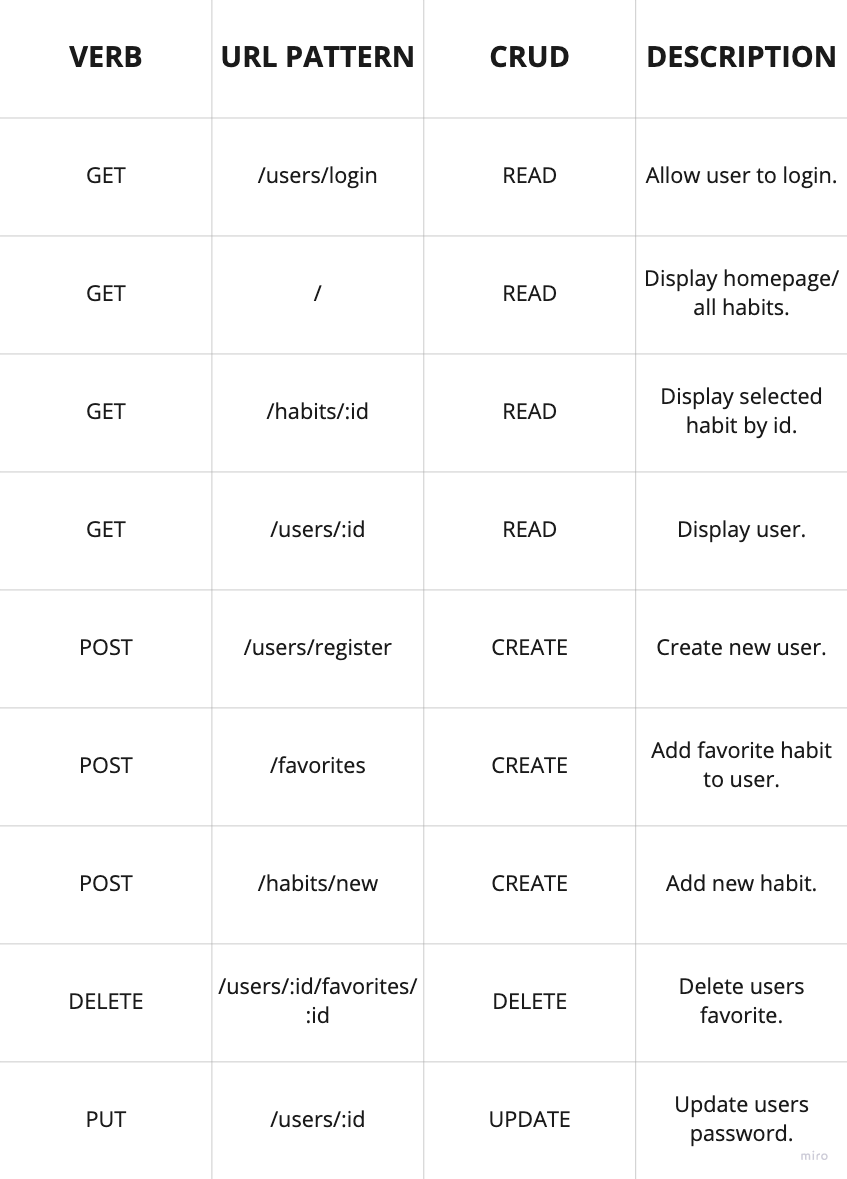 VERB URL PATTERN CRUD DESCRIPTION
GET /users/login READ Allow user to login.
GET / READ Display homepage/
all habits.
GET /habits/:id READ Display selected
habit by id.
GET /users/:id READ Display user.
POST /users/register CREATE Create new user.
POST /favorites CREATE Add favorite habit
to user.
POST /habits/new CREATE Add new habit.
DELETE /users/:id/favorites/
:id DELETE Delete users
favorite.
PUT /users/:id UPDATE Update users
password.
miro